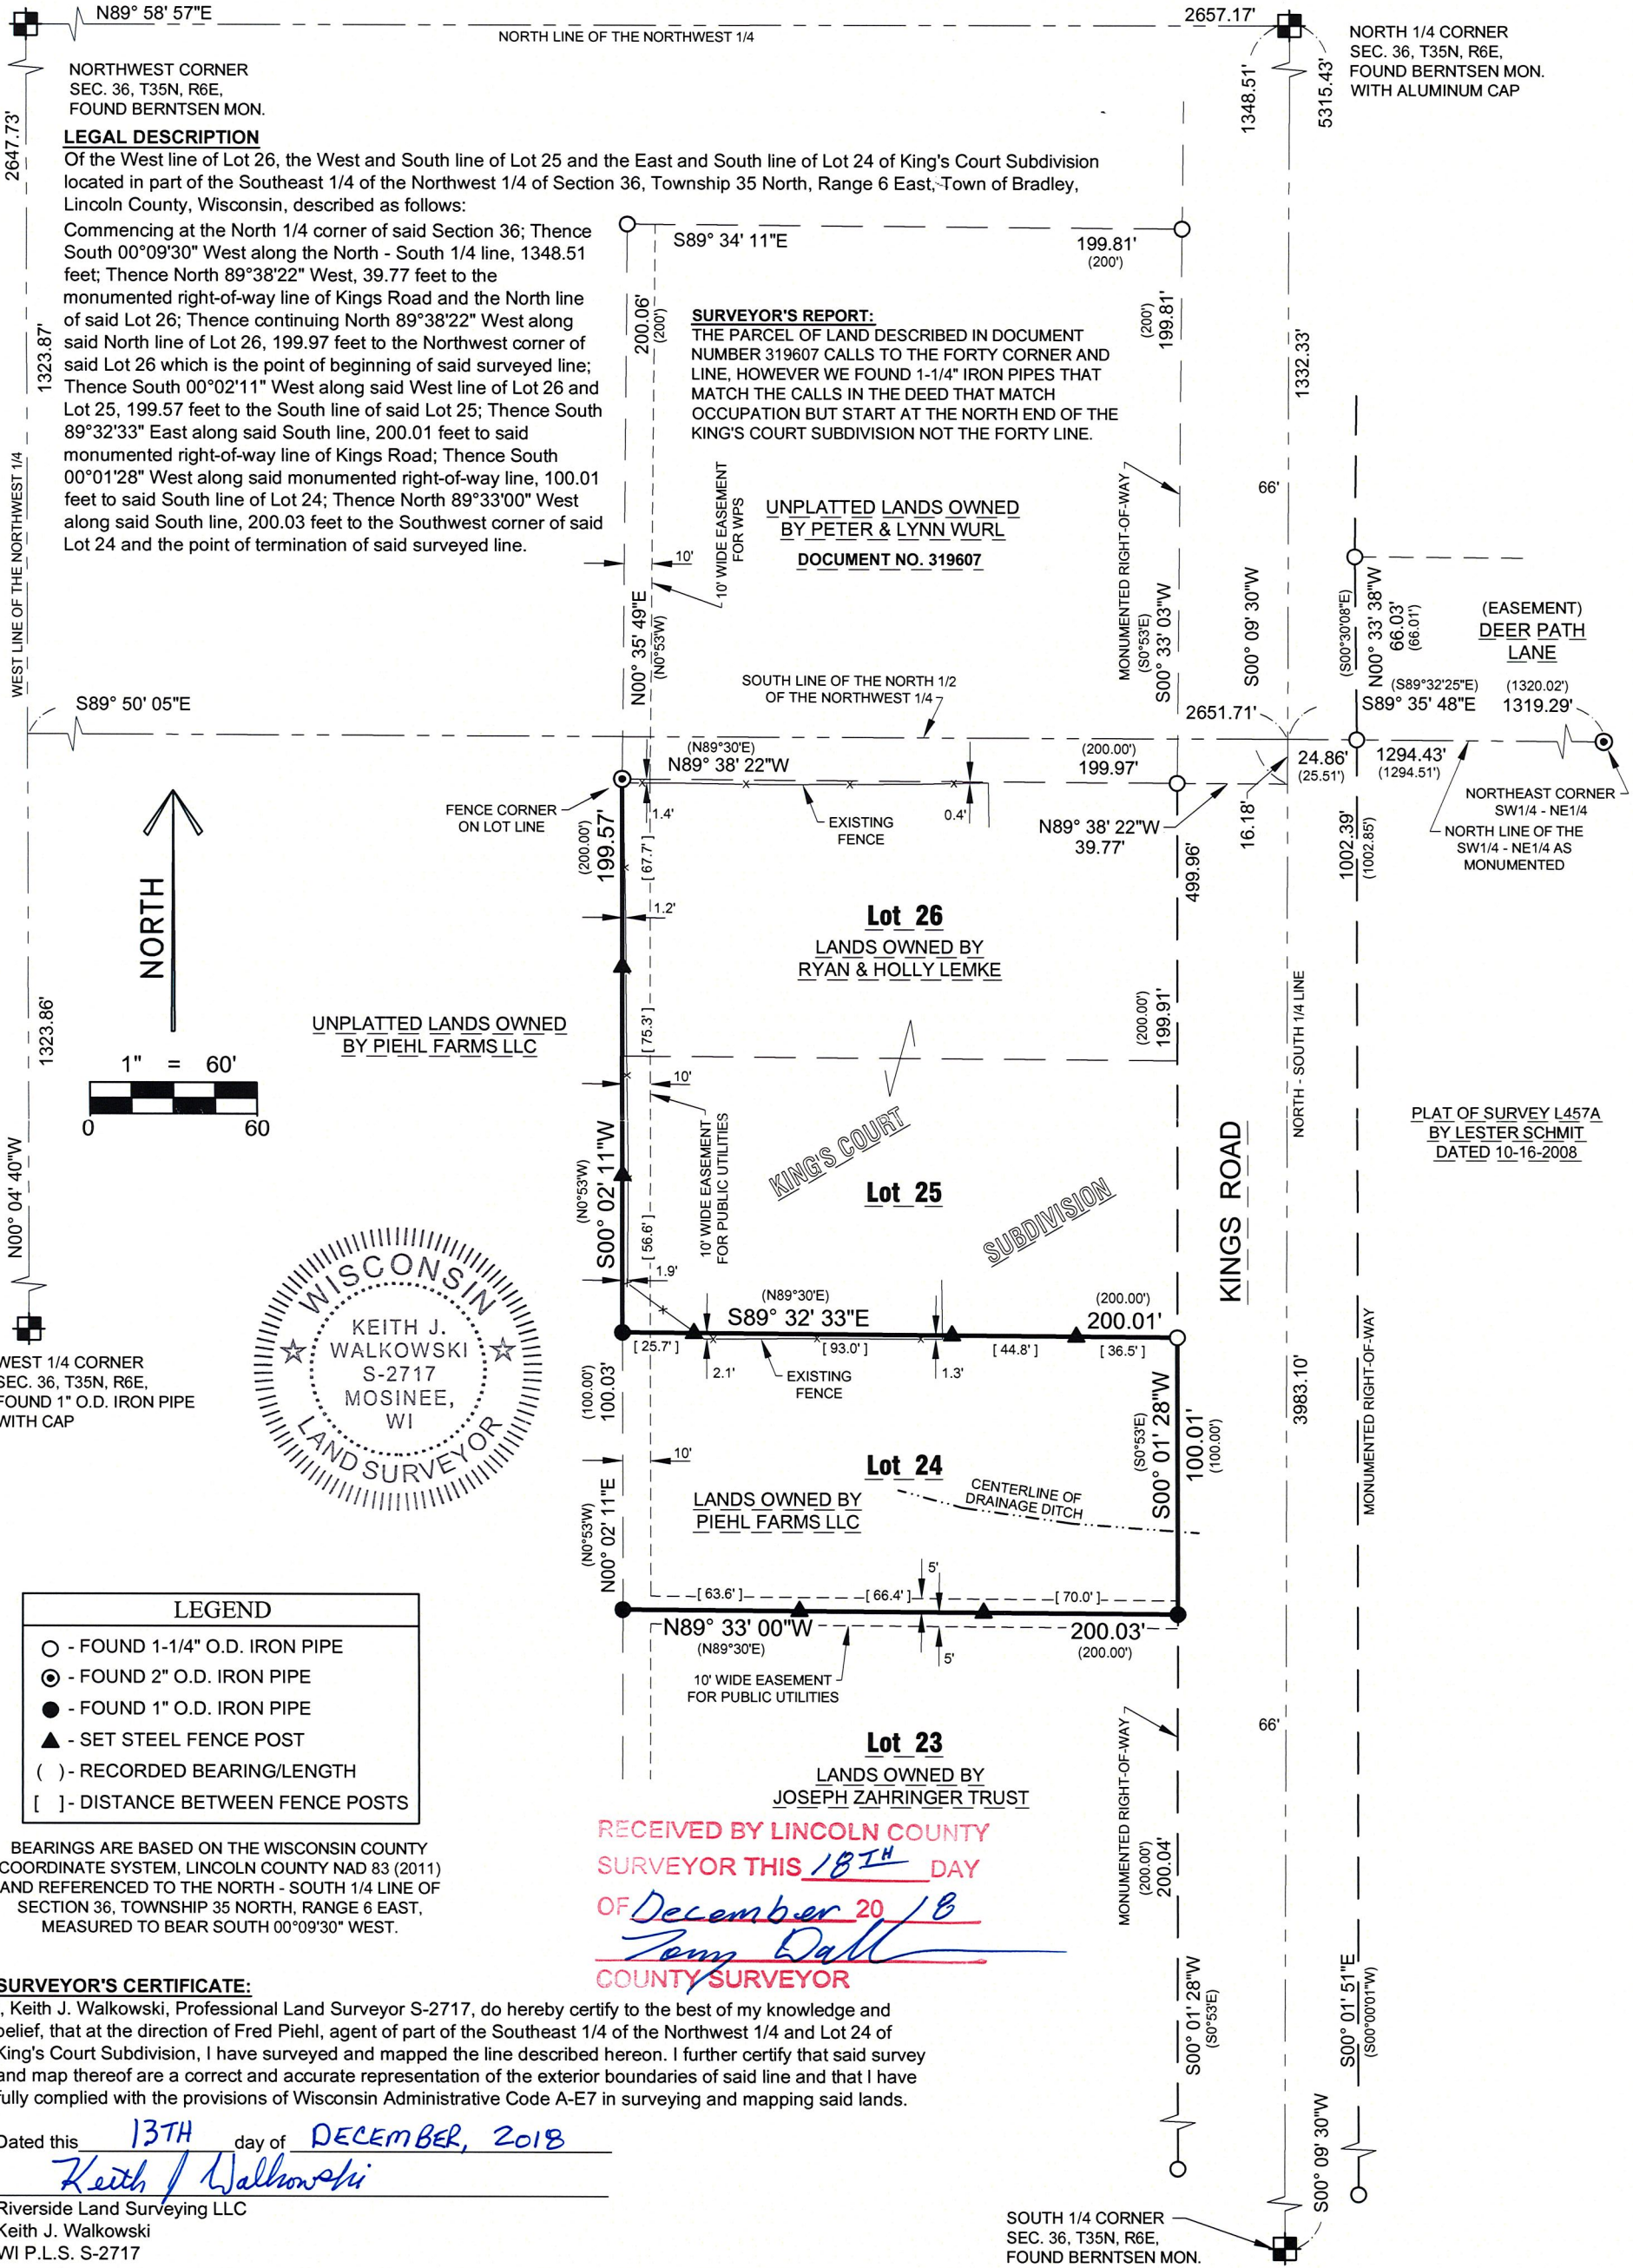 N89° 58' 57"E
2657.17'
NORTH LINE OF THE NORTHWEST 1/4
NORTHWEST CORNER
SEC. 36, T35N, R6E,
FOUND BERNTSEN MON.
NORTH 1/4 CORNER
SEC. 36, T35N, R6E,
FOUND BERNTSEN MON.
WITH ALUMINUM CAP
2647.73'
1348.51'
5315.43'
LEGAL DESCRIPTION
Of the West line of Lot 26, the West and South line of Lot 25 and the East and South line of Lot 24 of King's Court Subdivision
located in part of the Southeast 1/4 of the Northwest 1/4 of Section 36, Township 35 North, Range 6 East, Town of Bradley,
Lincoln County, Wisconsin, described as follows:
Commencing at the North 1/4 corner of said Section 36; Thence
South 00°09'30" West along the North - South 1/4 line, 1348.51
feet; Thence North 89°38'22" West, 39.77 feet to the
monumented right-of-way line of Kings Road and the North line
of said Lot 26; Thence continuing North 89°38'22" West along
said North line of Lot 26, 199.97 feet to the Northwest corner of
said Lot 26 which is the point of beginning of said surveyed line;
Thence South 00°02'11" West along said West line of Lot 26 and
Lot 25, 199.57 feet to the South line of said Lot 25; Thence South
89°32'33" East along said South line, 200.01 feet to said
monumented right-of-way line of Kings Road; Thence South
00°01'28" West along said monumented right-of-way line, 100.01
feet to said South line of Lot 24; Thence North 89°33'00" West
along said South line, 200.03 feet to the Southwest corner of said
Lot 24 and the point of termination of said surveyed line.
1323.87'
WEST LINE OF THE NORTHWEST 1/4
S89° 34' 11"E
199.81'
(200')
200.06'
(200')
(200')
199.81'
1332.33'
SURVEYOR'S REPORT:
THE PARCEL OF LAND DESCRIBED IN DOCUMENT
NUMBER 319607 CALLS TO THE FORTY CORNER AND
LINE, HOWEVER WE FOUND 1-1/4" IRON PIPES THAT
MATCH THE CALLS IN THE DEED THAT MATCH
OCCUPATION BUT START AT THE NORTH END OF THE
KING'S COURT SUBDIVISION NOT THE FORTY LINE.
10' WIDE EASEMENT
FOR WPS
UNPLATTED LANDS OWNED
BY PETER & LYNN WURL
DOCUMENT NO. 319607
10'
N00° 35' 49"E
(N0°53'W)
MONUMENTED RIGHT-OF-WAY
(S0°53'E)
S00° 33' 03"W
66'
S00° 09' 30"W
(S00°30'08"E)
N00° 33' 38"W
66.03'
(66.01')
(EASEMENT)
DEER PATH
LANE
(S89°32'25"E)
(1320.02')
S89° 35' 48"E
1319.29'
S89° 50' 05"E
SOUTH LINE OF THE NORTH 1/2
OF THE NORTHWEST 1/4
2651.71'
(N89°30'E)
N89° 38' 22"W
(200.00')
199.97'
24.86'
(25.51')
1294.43'
(1294.51')
NORTHEAST CORNER
SW1/4 - NE1/4
NORTH LINE OF THE
SW1/4 - NE1/4 AS
MONUMENTED
FENCE CORNER
ON LOT LINE
1.4'
EXISTING
FENCE
0.4'
N89° 38' 22"W
39.77'
16.18'
1002.39'
(1002.85')
(200.00')
199.57'
[ 67.7' ]
499.96'
1.2'
Lot 26
LANDS OWNED BY
RYAN & HOLLY LEMKE
NORTH
1" = 60'
0 60
1323.86'
UNPLATTED LANDS OWNED
BY PIEHL FARMS LLC
[ 75.3' ]
(200.00')
199.91'
NORTH - SOUTH 1/4 LINE
10'
10' WIDE EASEMENT
FOR PUBLIC UTILITIES
KING'S COURT
SUBDIVISION
Lot 25
KINGS ROAD
PLAT OF SURVEY L457A
BY LESTER SCHMIT
DATED 10-16-2008
N00° 04' 40"W
(N0°53'W)
S00° 02' 11"W
[ 56.6' ]
1.9'
WISCONSIN
KEITH J.
WALKOWSKI
S-2717
MOSINEE,
WI
LAND SURVEYOR
WEST 1/4 CORNER
SEC. 36, T35N, R6E,
FOUND 1" O.D. IRON PIPE
WITH CAP
(N89°30'E)
S89° 32' 33"E
(200.00')
200.01'
[ 25.7' ]
[ 93.0' ]
[ 44.8' ]
[ 36.5' ]
2.1'
EXISTING
FENCE
1.3'
(100.00')
100.03'
10'
(N0°53'W)
N00° 02' 11"E
Lot 24
LANDS OWNED BY
PIEHL FARMS LLC
CENTERLINE OF
DRAINAGE DITCH
(S0°53'E)
S00° 01' 28"W
100.01'
(100.00')
3983.10'
MONUMENTED RIGHT-OF-WAY
5'
[ 63.6' ]
[ 66.4' ]
[ 70.0' ]
N89° 33' 00"W
(N89°30'E)
200.03'
(200.00')
5'
10' WIDE EASEMENT
FOR PUBLIC UTILITIES
LEGEND
- FOUND 1-1/4" O.D. IRON PIPE
- FOUND 2" O.D. IRON PIPE
- FOUND 1" O.D. IRON PIPE
- SET STEEL FENCE POST
( ) - RECORDED BEARING/LENGTH
[ ] - DISTANCE BETWEEN FENCE POSTS
Lot 23
LANDS OWNED BY
JOSEPH ZAHRINGER TRUST
MONUMENTED RIGHT-OF-WAY
66'
(200.00')
200.04'
BEARINGS ARE BASED ON THE WISCONSIN COUNTY
COORDINATE SYSTEM, LINCOLN COUNTY NAD 83 (2011)
AND REFERENCED TO THE NORTH - SOUTH 1/4 LINE OF
SECTION 36, TOWNSHIP 35 NORTH, RANGE 6 EAST,
MEASURED TO BEAR SOUTH 00°09'30" WEST.
RECEIVED BY LINCOLN COUNTY
SURVEYOR THIS 18TH DAY
OF December 20 18
Tony Dall
COUNTY SURVEYOR
S00° 01' 28"W
(S0°53'E)
S00° 01' 51"E
(S00°00'01"W)
S00° 09' 30"W
SURVEYOR'S CERTIFICATE:
, Keith J. Walkowski, Professional Land Surveyor S-2717, do hereby certify to the best of my knowledge and
belief, that at the direction of Fred Piehl, agent of part of the Southeast 1/4 of the Northwest 1/4 and Lot 24 of
King's Court Subdivision, I have surveyed and mapped the line described hereon. I further certify that said survey
and map thereof are a correct and accurate representation of the exterior boundaries of said line and that I have
fully complied with the provisions of Wisconsin Administrative Code A-E7 in surveying and mapping said lands.
Dated this 13TH day of DECEMBER, 2018
Keith J Walkowski
Riverside Land Surveying LLC
Keith J. Walkowski
WI P.L.S. S-2717
SOUTH 1/4 CORNER
SEC. 36, T35N, R6E,
FOUND BERNTSEN MON.